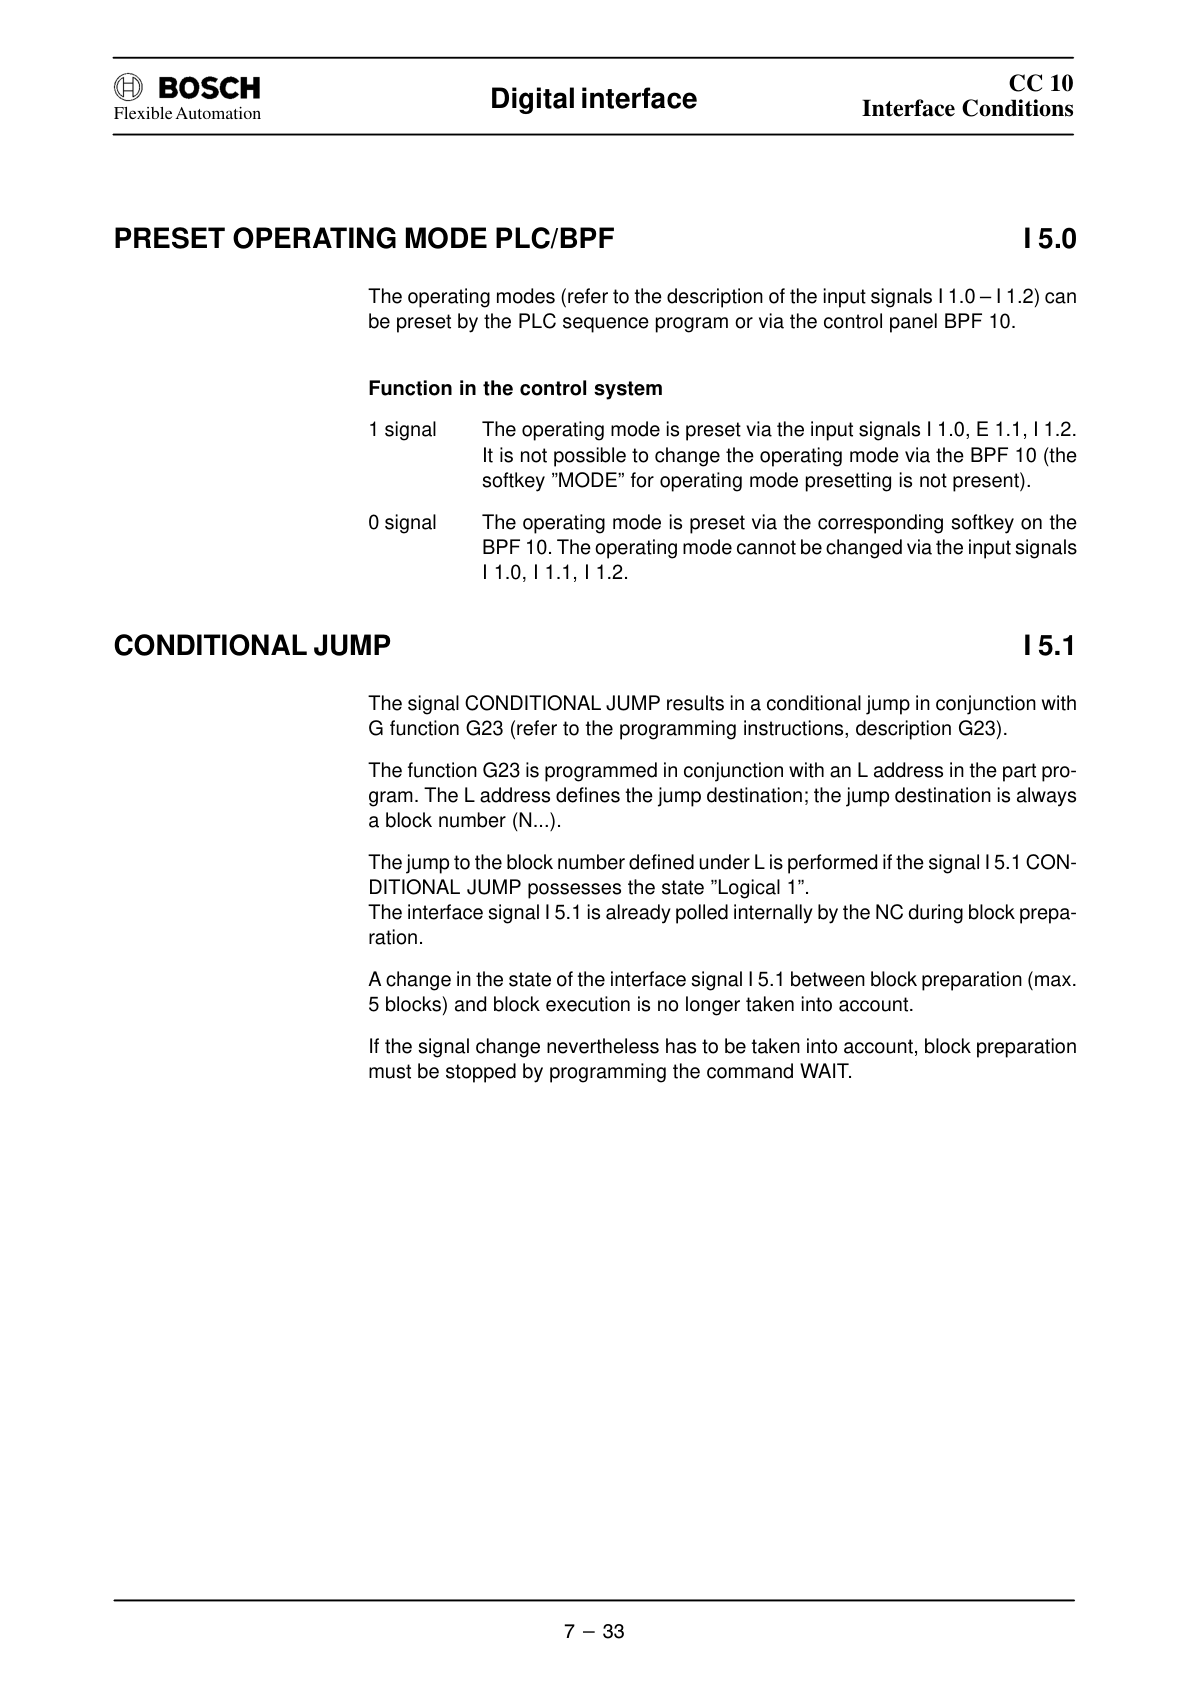 BOSCH
Flexible Automation
Digital interface
CC 10
Interface Conditions
PRESET OPERATING MODE PLC/BPF I 5.0
The operating modes (refer to the description of the input signals I 1.0 – I 1.2) can
be preset by the PLC sequence program or via the control panel BPF 10.
Function in the control system
1 signal The operating mode is preset via the input signals I 1.0, E 1.1, I 1.2.
It is not possible to change the operating mode via the BPF 10 (the
softkey ”MODE” for operating mode presetting is not present).
0 signal The operating mode is preset via the corresponding softkey on the
BPF 10. The operating mode cannot be changed via the input signals
I 1.0, I 1.1, I 1.2.
CONDITIONAL JUMP I 5.1
The signal CONDITIONAL JUMP results in a conditional jump in conjunction with
G function G23 (refer to the programming instructions, description G23).
The function G23 is programmed in conjunction with an L address in the part pro-
gram. The L address defines the jump destination; the jump destination is always
a block number (N...).
The jump to the block number defined under L is performed if the signal I 5.1 CON-
DITIONAL JUMP possesses the state ”Logical 1”.
The interface signal I 5.1 is already polled internally by the NC during block prepa-
ration.
A change in the state of the interface signal I 5.1 between block preparation (max.
5 blocks) and block execution is no longer taken into account.
If the signal change nevertheless has to be taken into account, block preparation
must be stopped by programming the command WAIT.
7 – 33